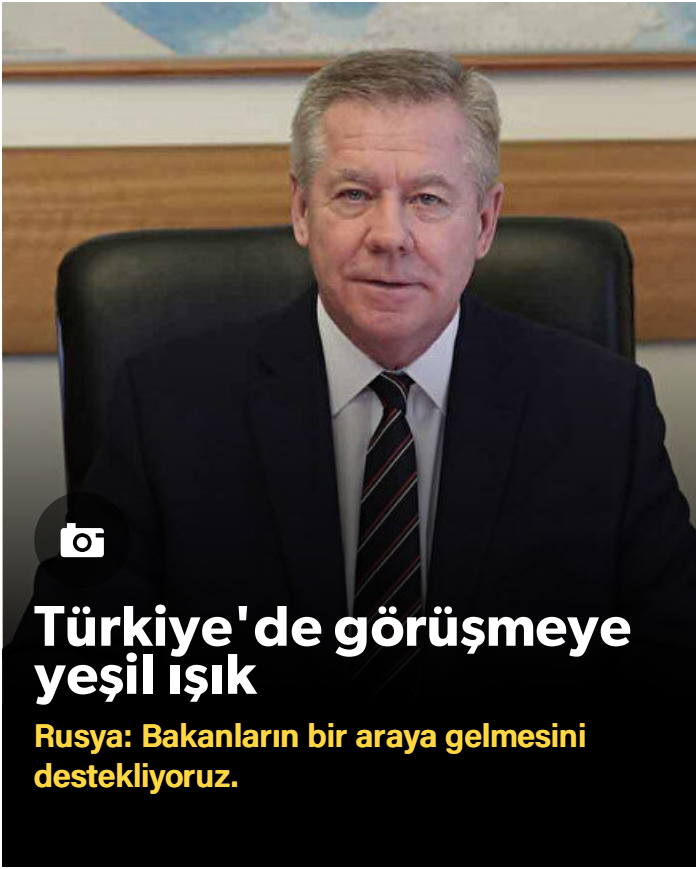 Türkiye'de görüşmeye
yeşil ışık
Rusya: Bakanların bir araya gelmesini
destekliyoruz.